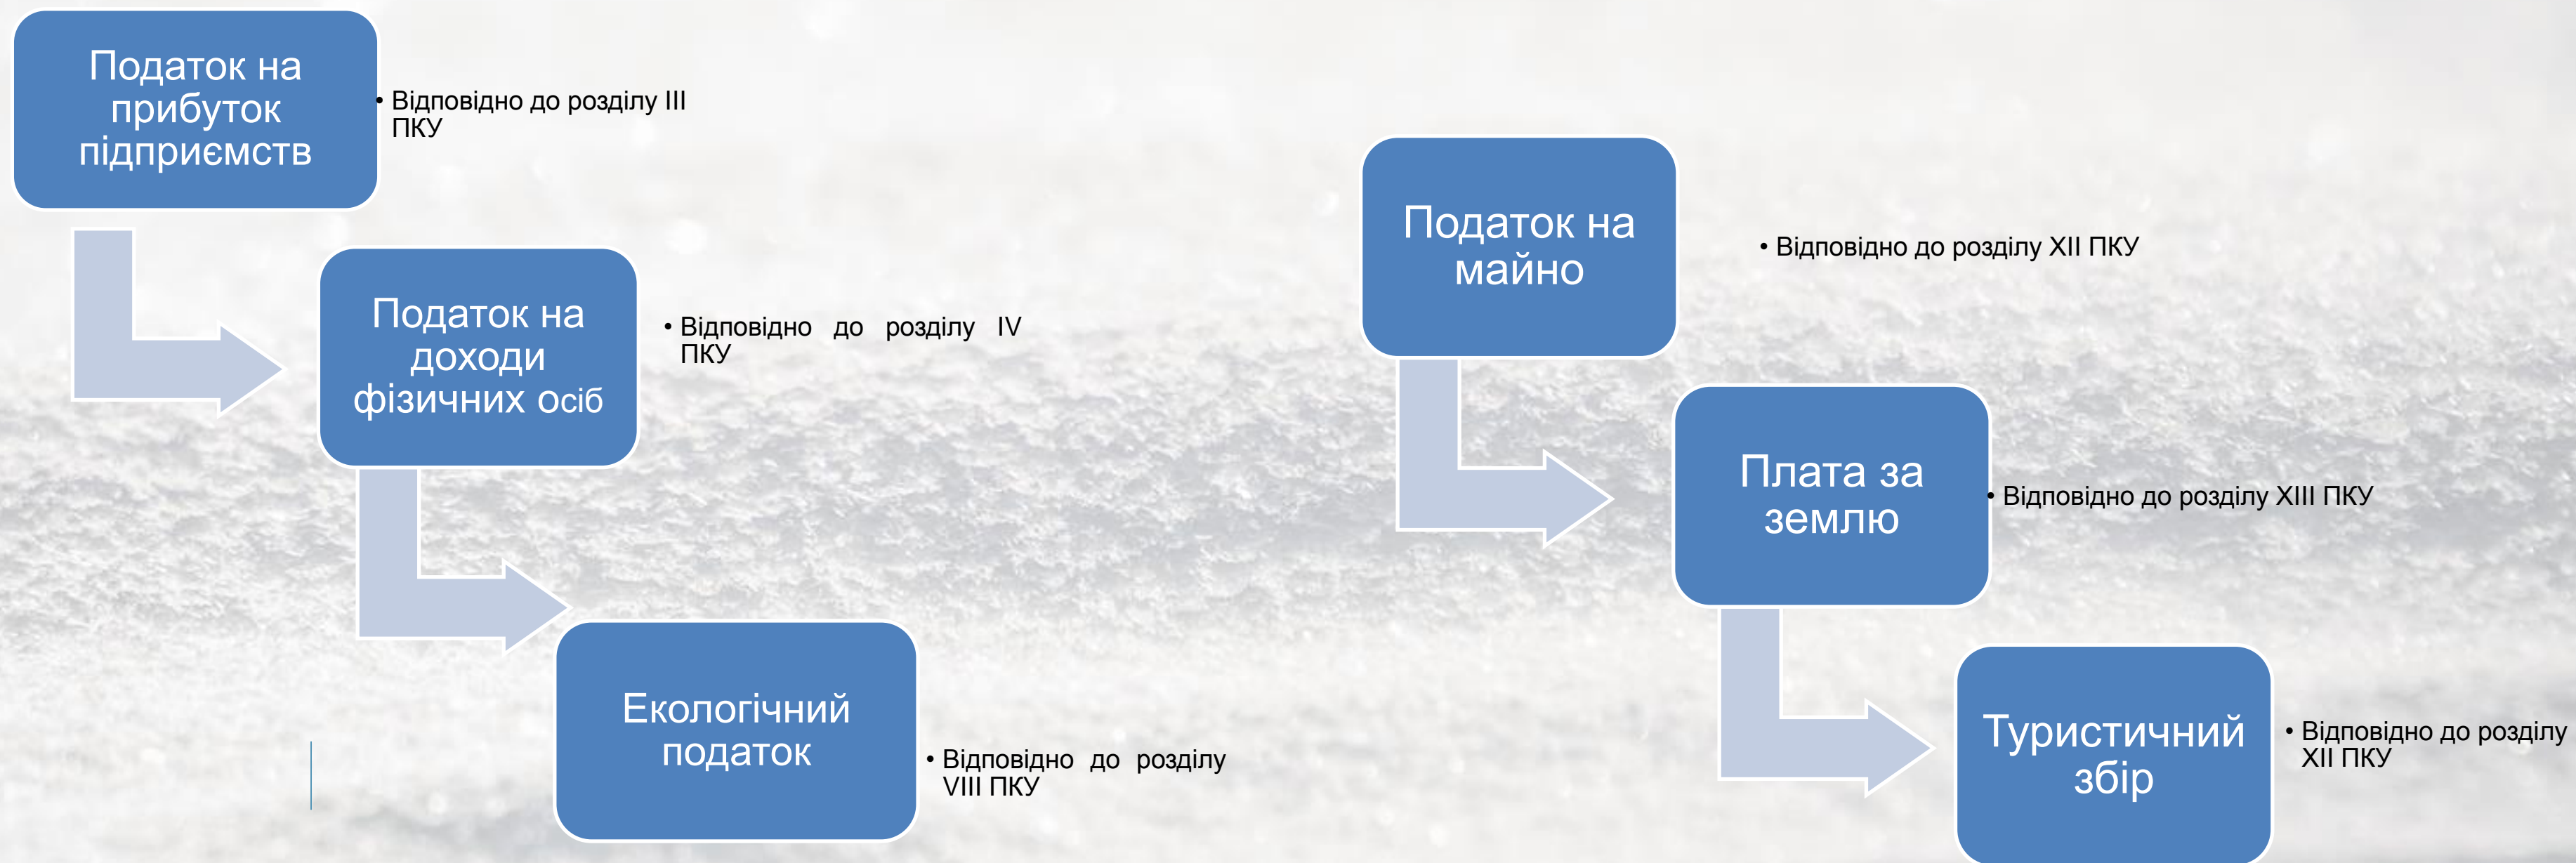 Податок на
прибуток
підприємств
• Відповідно до розділу III
ПКУ
Податок на
доходи
фізичних осіб
• Відповідно до розділу IV
ПКУ
Екологічний
податок
• Відповідно до розділу
VIII ПКУ
Податок на
майно
• Відповідно до розділу XII ПКУ
Плата за
землю
• Відповідно до розділу XIII ПКУ
Туристичний
збір
• Відповідно до розділу
XII ПКУ